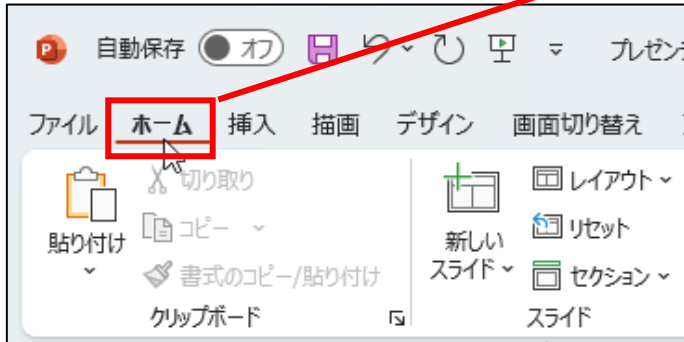 自動保存 オフ プレゼン
ファイル ホーム 挿入 描画 デザイン 画面切り替え
貼り付け
切り取り
コピー
書式のコピー/貼り付け
クリップボード
新しい
スライド
レイアウト
リセット
セクション
スライド